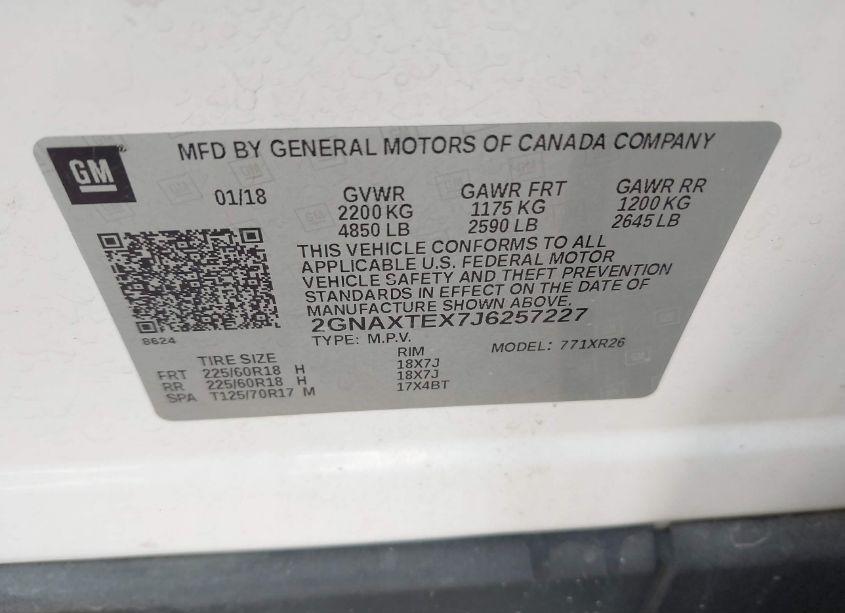 GM
MFD BY GENERAL MOTORS OF CANADA COMPANY
01/18 GVWR GAWR FRT GAWR RR
2200 KG 1175 KG 1200 KG
4850 LB 2590 LB 2645 LB
THIS VEHICLE CONFORMS TO ALL
APPLICABLE U.S. FEDERAL MOTOR
VEHICLE SAFETY AND THEFT PREVENTION
STANDARDS IN EFFECT ON THE DATE OF
MANUFACTURE SHOWN ABOVE.
2GNAXTEX7J6257227
8624 TYPE: M.P.V. MODEL: 771XR26
TIRE SIZE RIM
FRT 225/60R18 H 18X7J
RR 225/60R18 H 18X7J
SPA T125/70R17 M 17X4BT